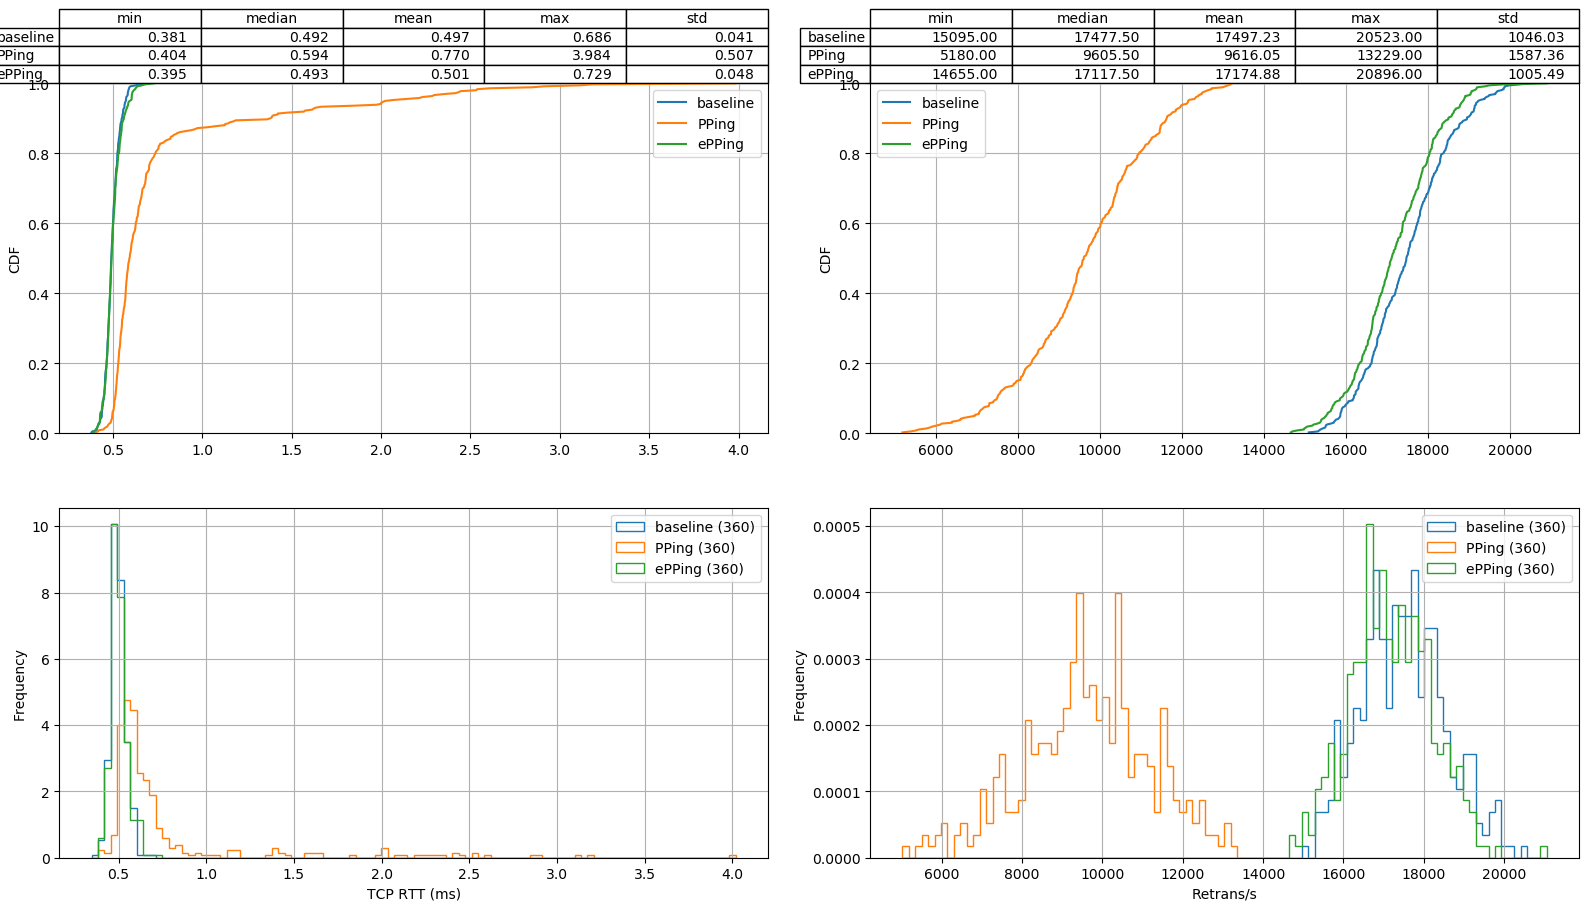 min median mean max std
baseline 0.381 0.492 0.497 0.686 0.041
PPing 0.404 0.594 0.770 3.984 0.507
ePPing 0.395 0.493 0.501 0.729 0.048
1.0
0.8
0.6
0.4
0.2
0.0
CDF
baseline
PPing
ePPing
0.5 1.0 1.5 2.0 2.5 3.0 3.5 4.0
min median mean max std
baseline 15095.00 17477.50 17497.23 20523.00 1046.03
PPing 5180.00 9605.50 9616.05 13229.00 1587.36
ePPing 14655.00 17117.50 17174.88 20896.00 1005.49
1.0
0.8
0.6
0.4
0.2
0.0
CDF
baseline
PPing
ePPing
6000 8000 10000 12000 14000 16000 18000 20000
10
8
6
4
2
0
Frequency
baseline (360)
PPing (360)
ePPing (360)
0.5 1.0 1.5 2.0 2.5 3.0 3.5 4.0
TCP RTT (ms)
0.0005
0.0004
0.0003
0.0002
0.0001
0.0000
Frequency
baseline (360)
PPing (360)
ePPing (360)
6000 8000 10000 12000 14000 16000 18000 20000
Retrans/s